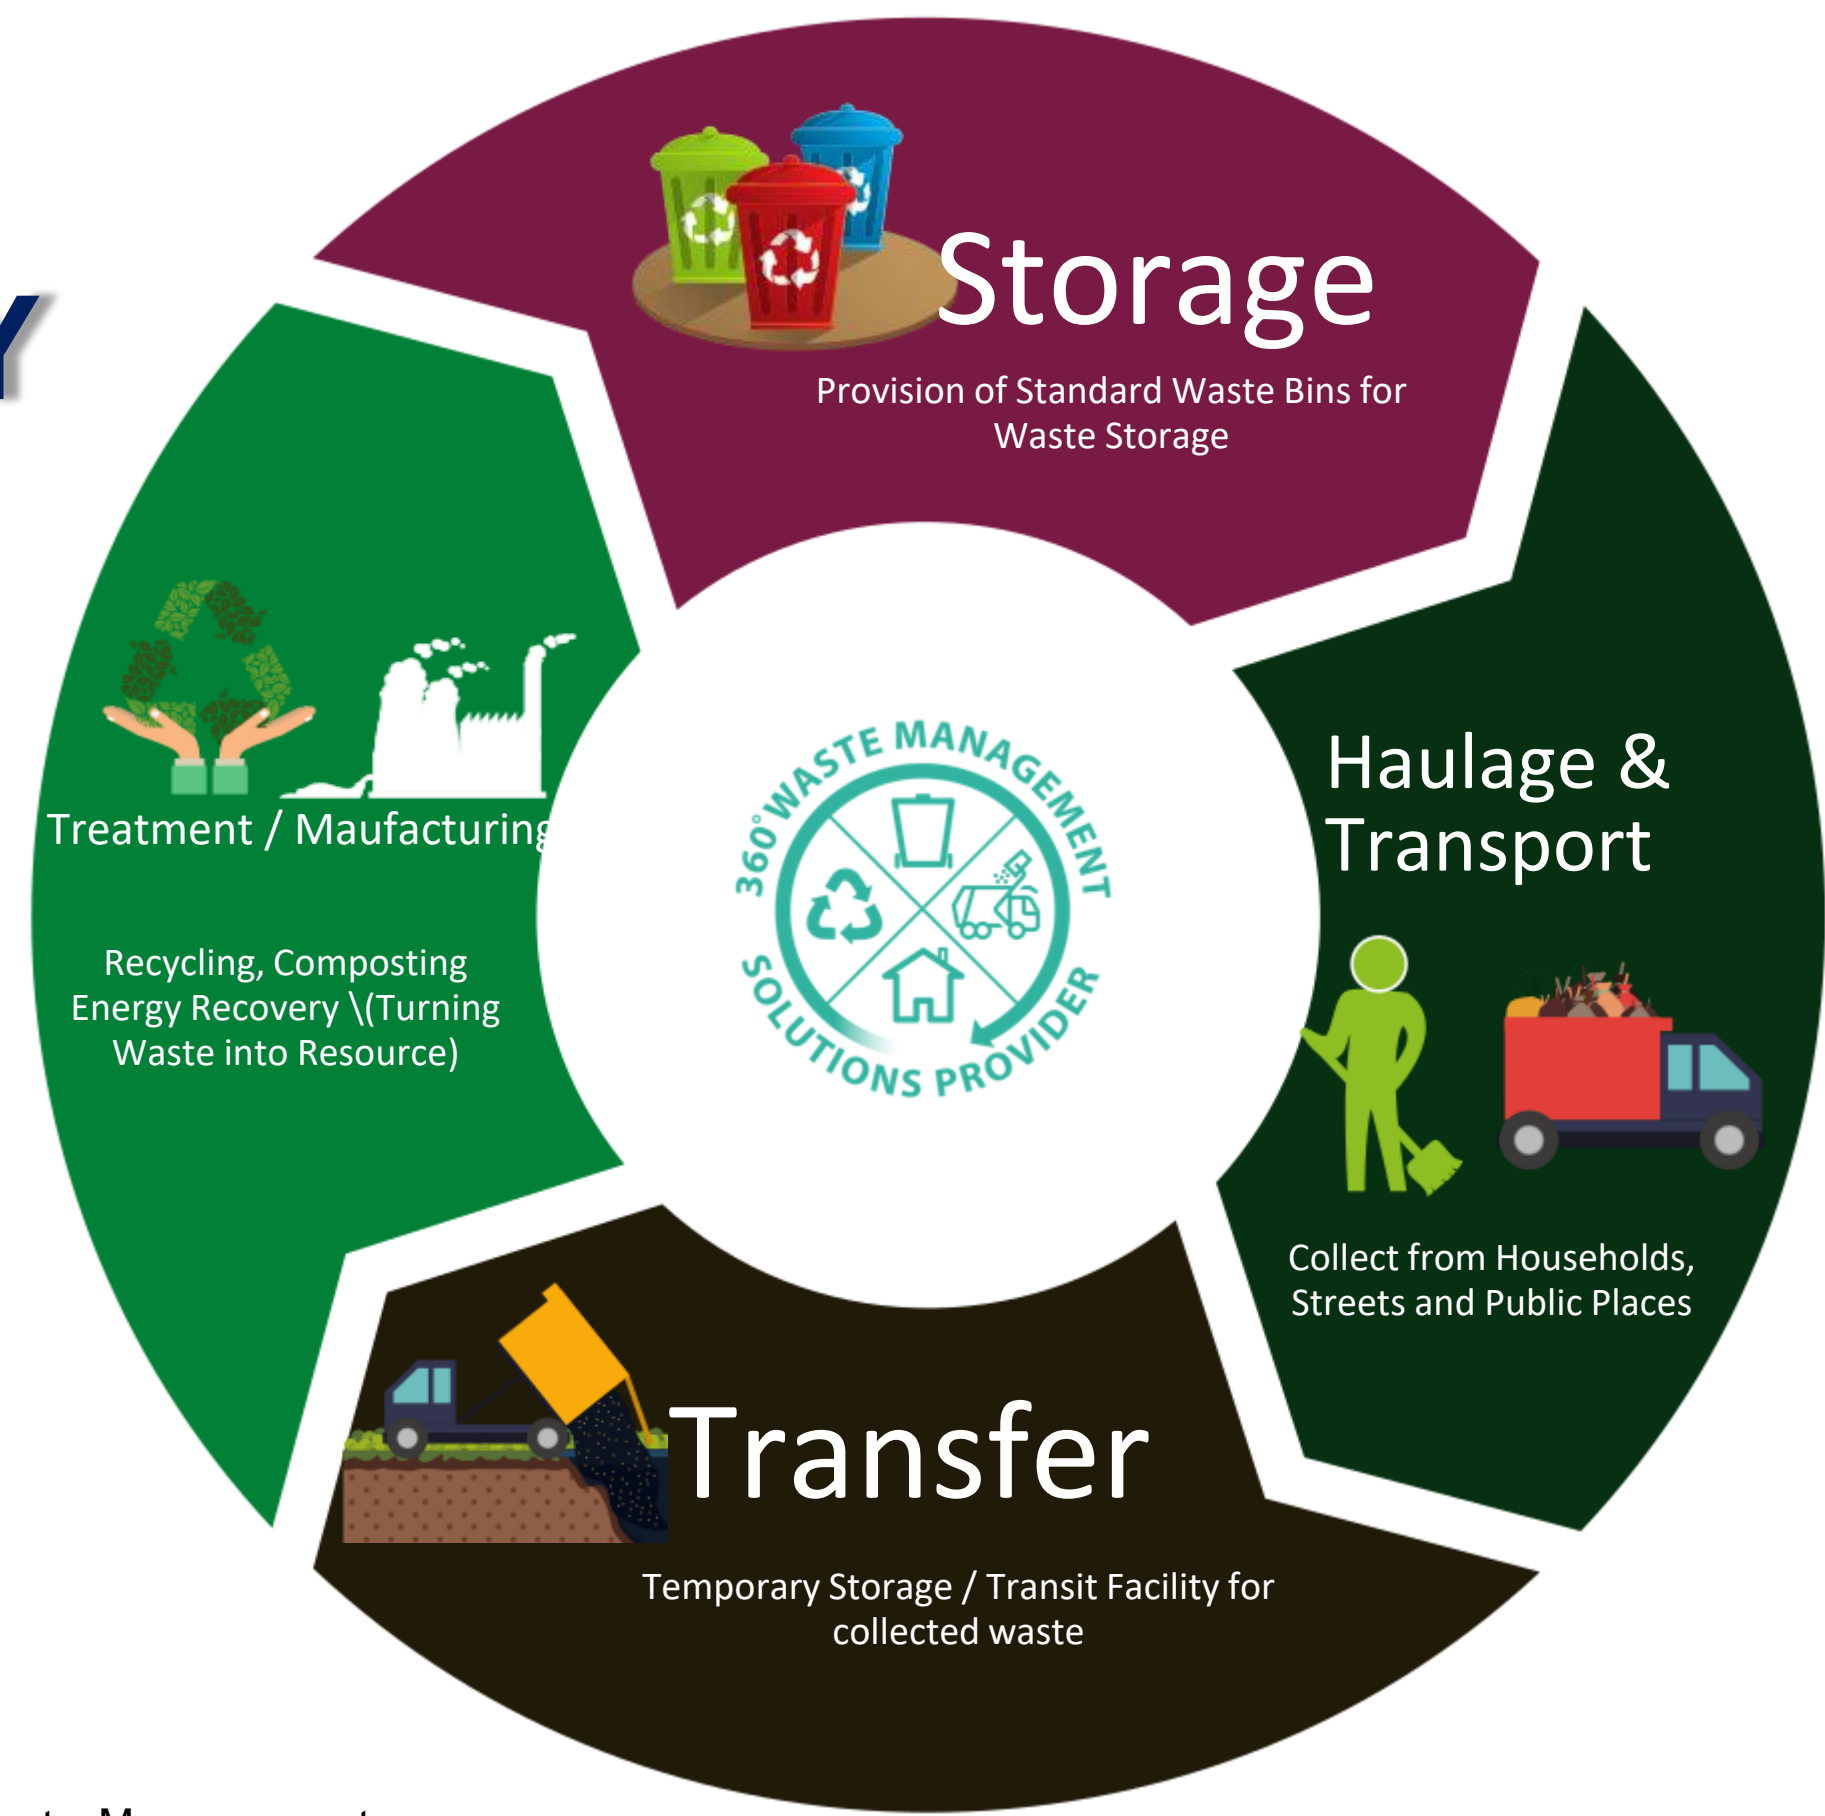 Y
Storage
Provision of Standard Waste Bins for
Waste Storage
Haulage &
Transport
Collect from Households,
Streets and Public Places
Transfer
Temporary Storage / Transit Facility for
collected waste
Treatment / Maufacturing
Recycling, Composting
Energy Recovery \(Turning
Waste into Resource)
360° WASTE MANAGEMENT
SOLUTIONS PROVIDER